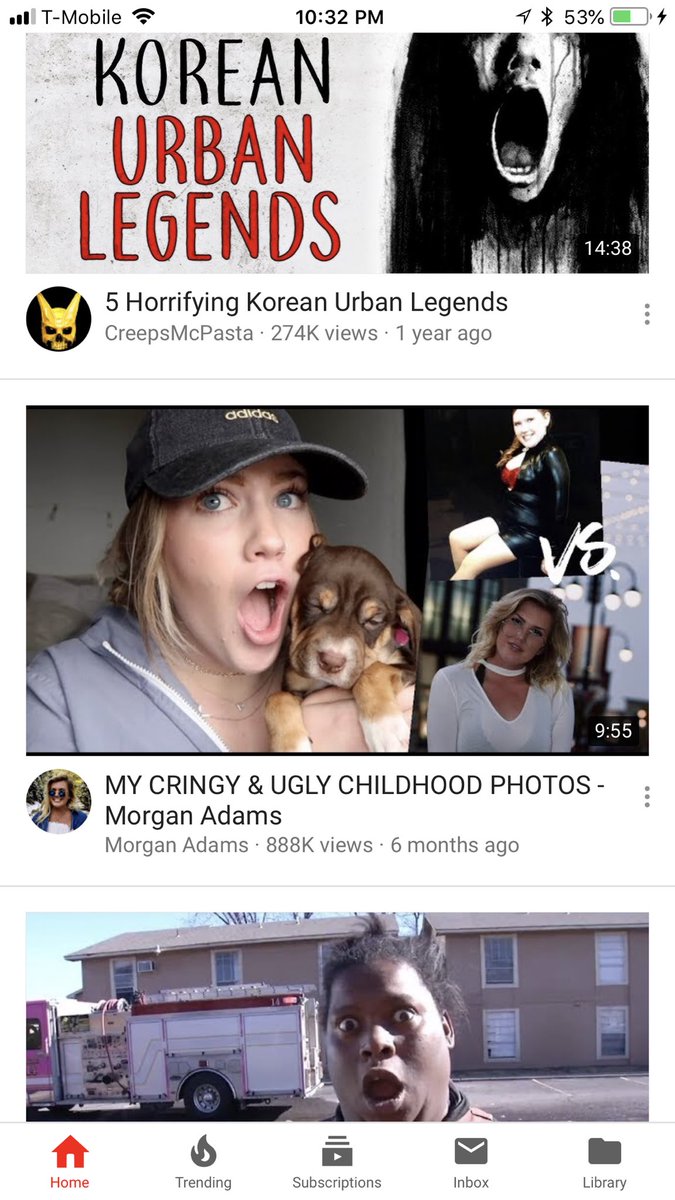 T-Mobile 10:32 PM 53%
KOREAN
URBAN
LEGENDS
14:38
5 Horrifying Korean Urban Legends
CreepsMcPasta · 274K views · 1 year ago
adidas
VS.
9:55
MY CRINGY & UGLY CHILDHOOD PHOTOS -
Morgan Adams
Morgan Adams · 888K views · 6 months ago
14
Home Trending Subscriptions Inbox Library